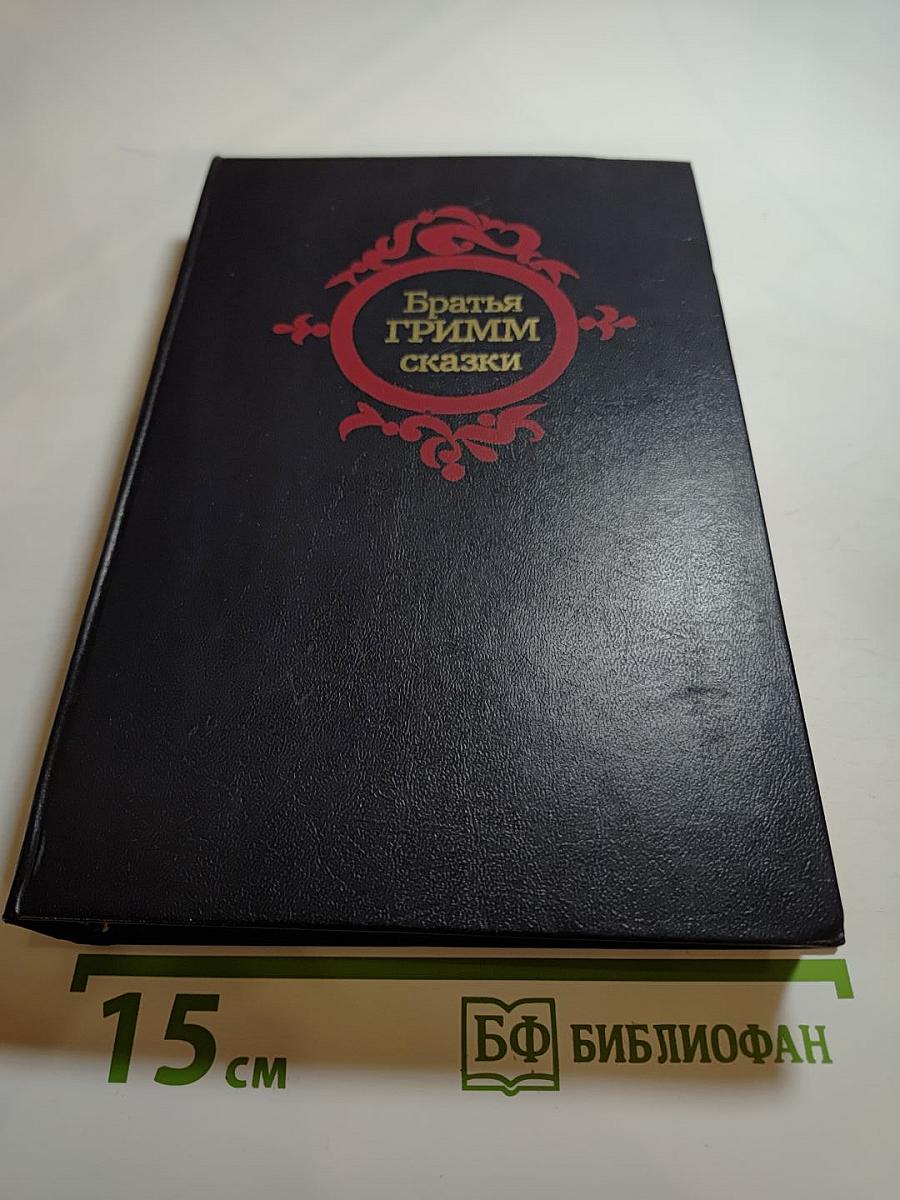 Братья
ГРИММ
сказки
15 см
БФ БИБЛИОФАН